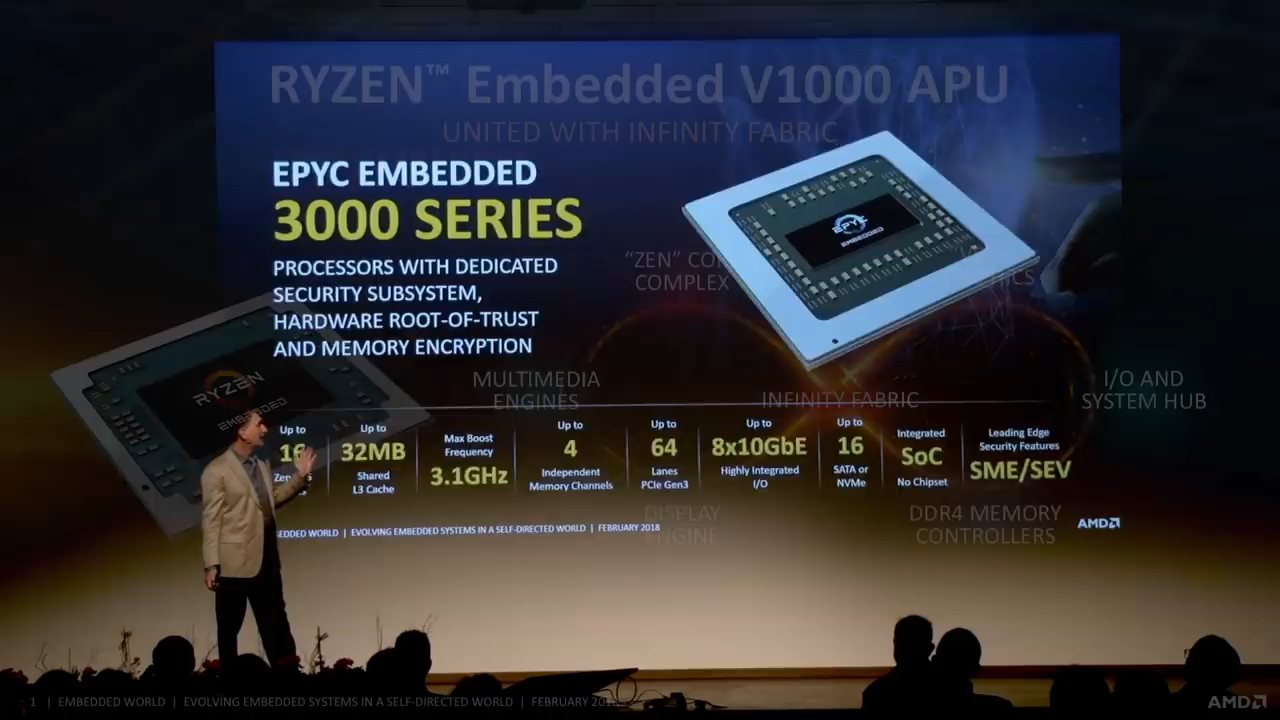 RYZEN™ Embedded V1000 APU
UNITED WITH INFINITY FABRIC
EPYC EMBEDDED
3000 SERIES
PROCESSORS WITH DEDICATED
SECURITY SUBSYSTEM,
HARDWARE ROOT-OF-TRUST
AND MEMORY ENCRYPTION
EPYC
EMBEDDED
"ZEN"
COMPLEX
RYZEN
EMBEDDED
MULTIMEDIA
ENGINES
INFINITY FABRIC
I/O AND
SYSTEM HUB
Up to
16
Up to
32MB
Shared
L3 Cache
Max Boost
Frequency
3.1GHz
Up to
4
Independent
Memory Channels
Up to
64
Lanes
PCIe Gen3
Up to
8x10GbE
Highly Integrated
I/O
Up to
16
SATA or
NVMe
Integrated
SoC
No Chipset
Leading Edge
Security Features
SME/SEV
DISPLAY
ENGINE
DDR4 MEMORY
CONTROLLERS
WORLD | EVOLVING EMBEDDED SYSTEMS IN A SELF-DIRECTED WORLD | FEBRUARY 2018
AMD
1 | EMBEDDED WORLD | EVOLVING EMBEDDED SYSTEMS IN A SELF-DIRECTED WORLD | FEBRUARY
AMD